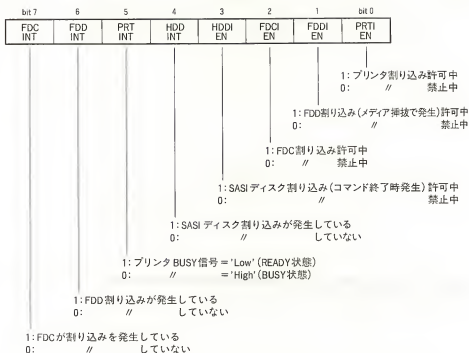 bit 7 6 5 4 3 2 1 bit 0
FDC INT FDD INT PRT INT HDD INT HDDI EN FDCI EN FDDI EN PRTI EN
1: プリンタ割り込み許可中
0: 〃 禁止中
1: FDD割り込み(メディア挿抜で発生)許可中
0: 〃 禁止中
1: FDC割り込み許可中
0: 〃 禁止中
1: SASIディスク割り込み(コマンド終了時発生)許可中
0: 〃 禁止中
1: SASIディスク割り込みが発生している
0: 〃 していない
1: プリンタBUSY信号='Low'(READY状態)
0: 〃 ='High'(BUSY状態)
1: FDD割り込みが発生している
0: 〃 していない
1: FDCが割り込みを発生している
0: 〃 していない